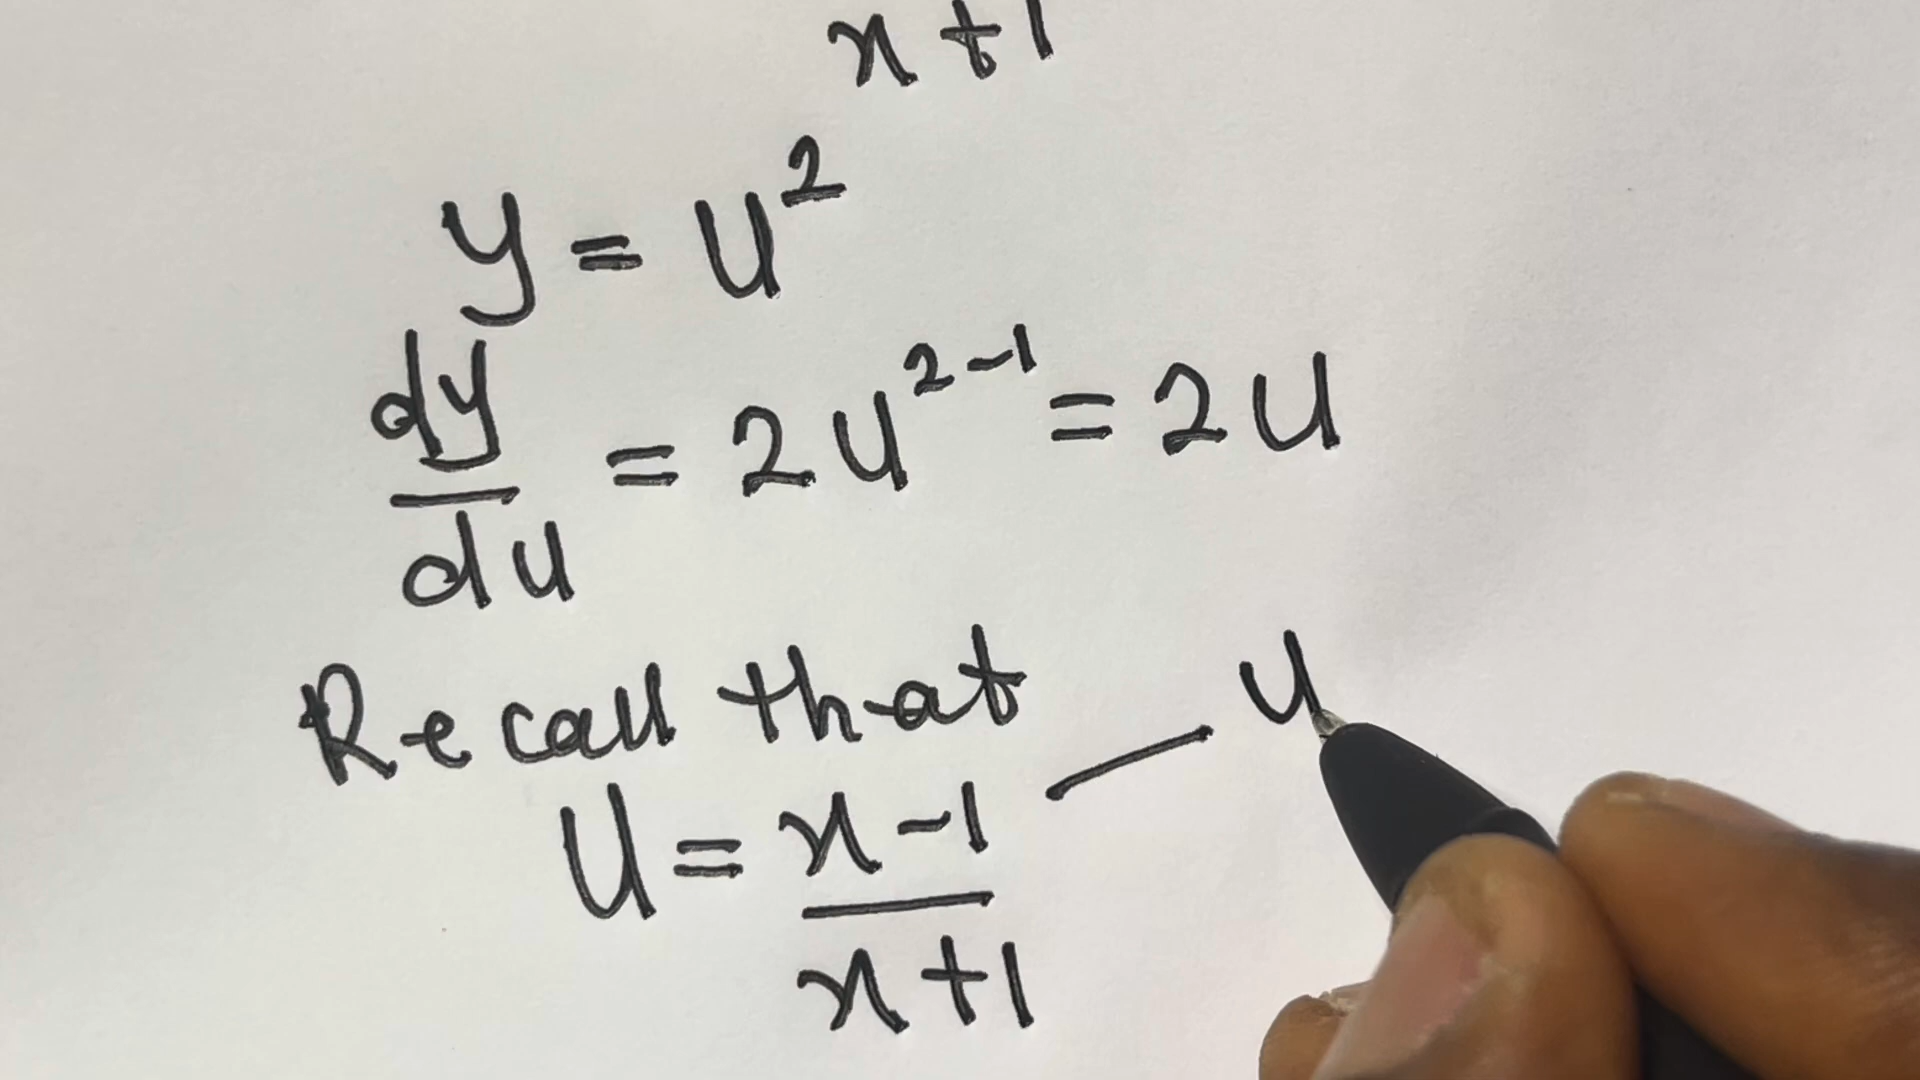 x+1
y = u²
dy/du = 2u²⁻¹ = 2u
Recall that
u = x-1/x+1 — u